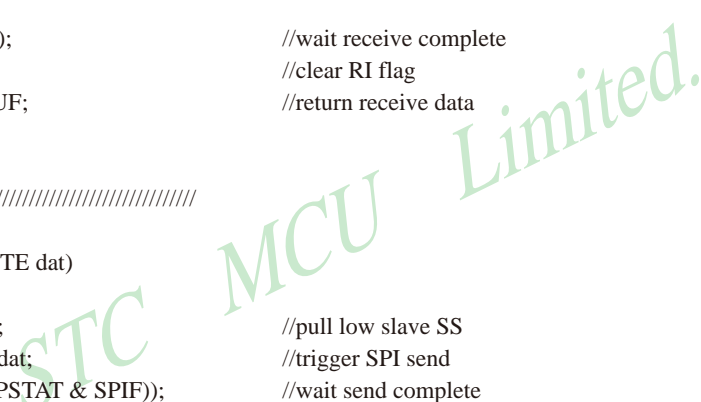 ); //wait receive complete
//clear RI flag
UF; //return receive data
////////////////////////////
TE dat)
; //pull low slave SS
dat; //trigger SPI send
PSTAT & SPIF)); //wait send complete
STC MCU Limited.